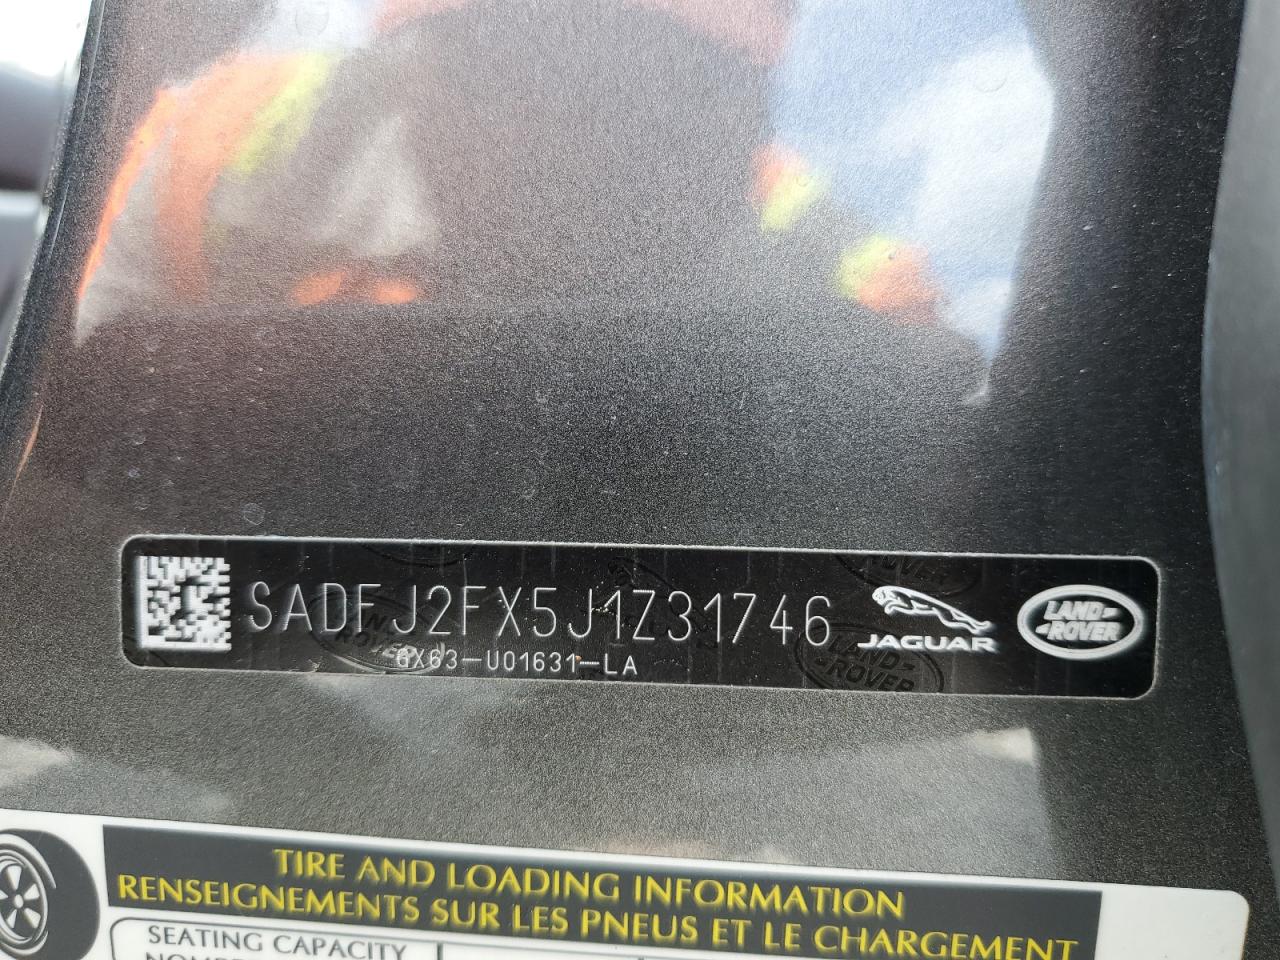 SADFJ2FX5J1Z31746
GX63-U01631-LA
JAGUAR
LAND-
-ROVER
TIRE AND LOADING INFORMATION
RENSEIGNEMENTS SUR LES PNEUS ET LE CHARGEMENT
SEATING CAPACITY